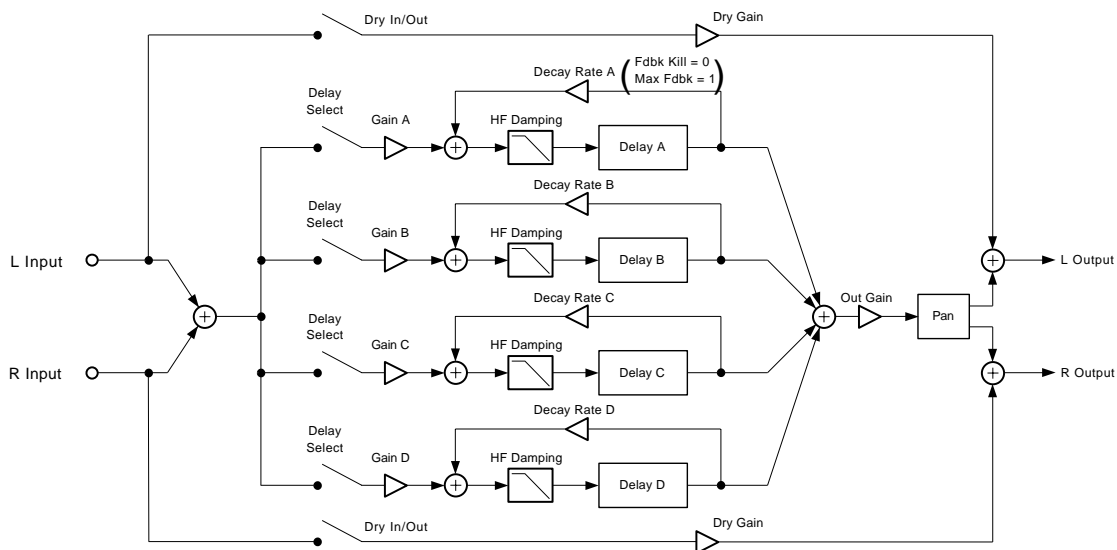 Dry In/Out
Dry Gain
Decay Rate A
Fdbk Kill = 0
Max Fdbk = 1
Delay
Select
Gain A
HF Damping
Delay A
Decay Rate B
Delay
Select
Gain B
HF Damping
Delay B
L Input
L Output
Decay Rate C
Out Gain
Pan
Delay
Select
Gain C
HF Damping
Delay C
R Input
R Output
Decay Rate D
Delay
Select
Gain D
HF Damping
Delay D
Dry In/Out
Dry Gain